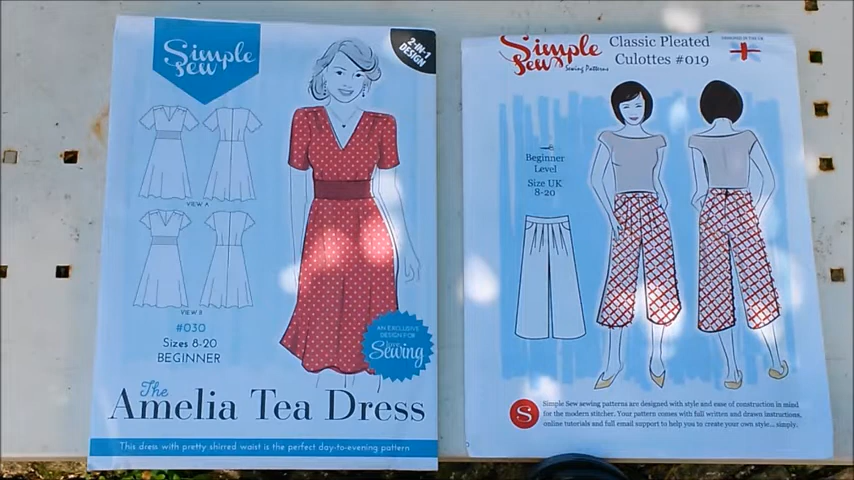 Simple
Sew
2-IN-1
DESIGN
VIEW A
VIEW B
#030
Sizes 8-20
BEGINNER
AN EXCLUSIVE
DESIGN FOR
Sewing
The
Amelia Tea Dress
This dress with pretty shirred waist is the perfect day-to-evening pattern
Simple
Sew
Sewing Patterns
Classic Pleated
Culottes #019
DESIGNED IN THE UK
Beginner
Level
Size UK
8-20
S
Simple Sew sewing patterns are designed with style and ease of construction in mind
for the modern stitcher. Your pattern comes with full written and drawn instructions,
online tutorials and full email support to help you to create your own style... simply.